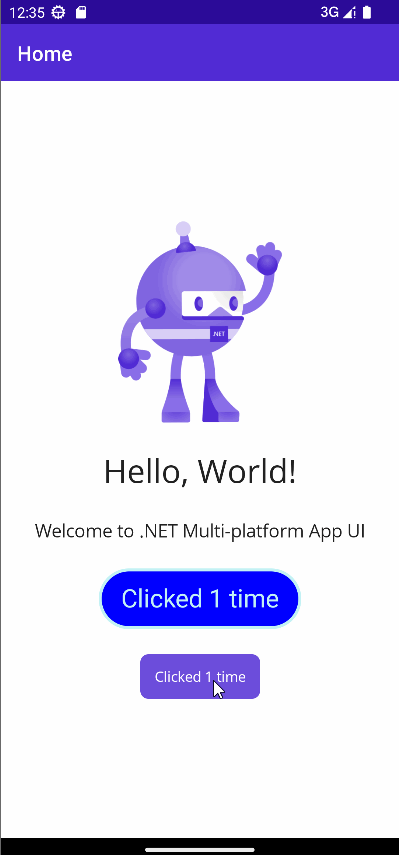 12:35 3G
Home
.NET
Hello, World!
Welcome to .NET Multi-platform App UI
Clicked 1 time
Clicked 1 time